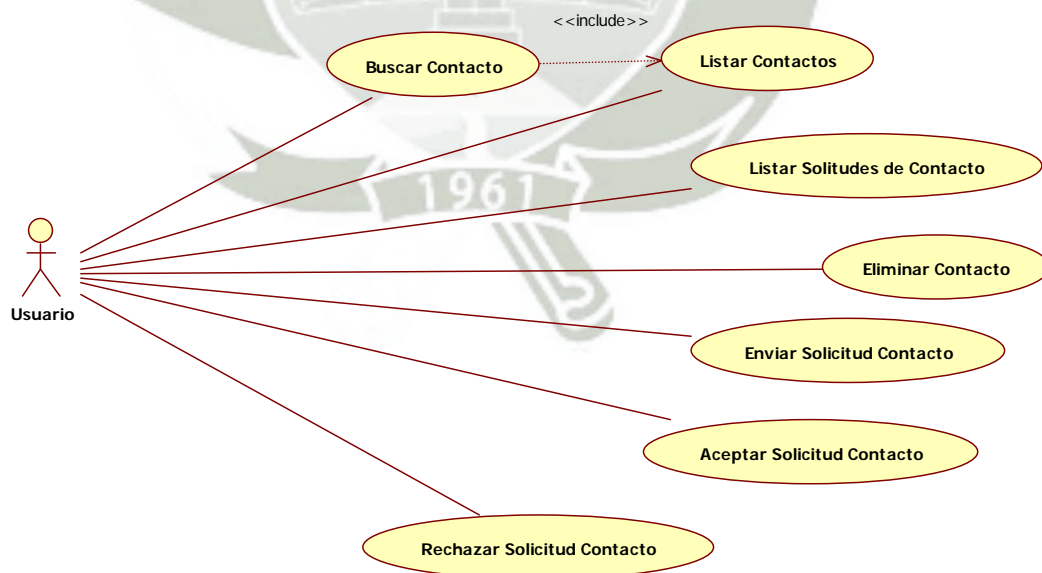 <<include>>
Buscar Contacto
Listar Contactos
Listar Solitudes de Contacto
1961
Eliminar Contacto
Usuario
Enviar Solicitud Contacto
Aceptar Solicitud Contacto
Rechazar Solicitud Contacto